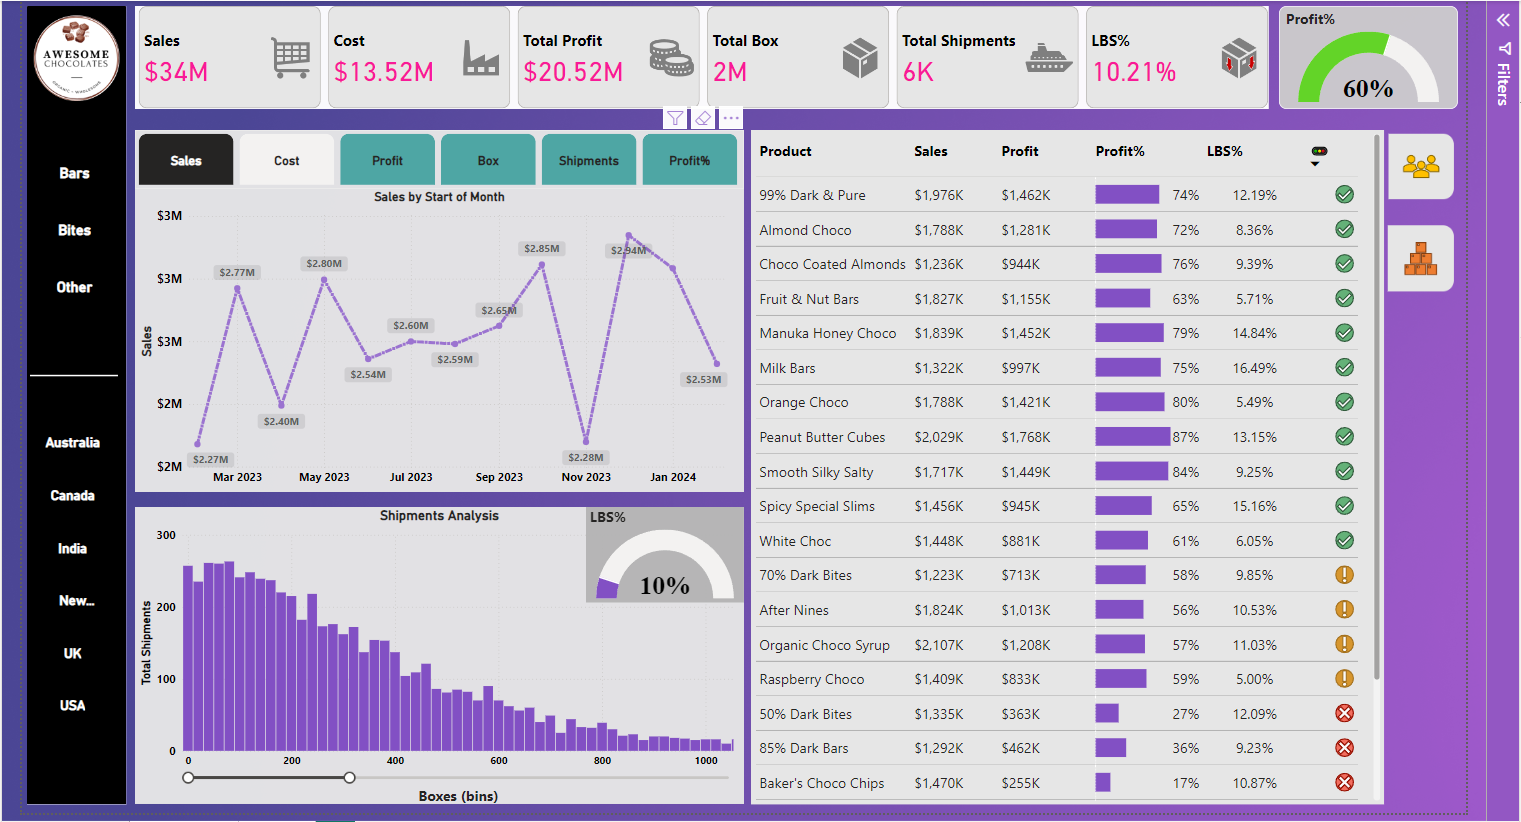 AWESOME
CHOCOLATES
ORGANIC • WHOLESOME
Bars
Bites
Other
Australia
Canada
India
New...
UK
USA
Sales
$34M
Cost
$13.52M
Total Profit
$20.52M
Total Box
2M
Total Shipments
6K
LBS%
10.21%
Profit%
60%
Filters
Sales Cost Profit Box Shipments Profit%
Sales by Start of Month
Sales
$3M
$3M
$3M
$2M
$2M
$2.27M
$2.77M
$2.40M
$2.80M
$2.54M
$2.60M
$2.59M
$2.65M
$2.85M
$2.28M
$2.94M
$2.53M
Mar 2023 May 2023 Jul 2023 Sep 2023 Nov 2023 Jan 2024
Shipments Analysis
LBS%
10%
Total Shipments
300
200
100
0
0 200 400 600 800 1000
Boxes (bins)
Product Sales Profit Profit% LBS%
99% Dark & Pure $1,976K $1,462K 74% 12.19%
Almond Choco $1,788K $1,281K 72% 8.36%
Choco Coated Almonds $1,236K $944K 76% 9.39%
Fruit & Nut Bars $1,827K $1,155K 63% 5.71%
Manuka Honey Choco $1,839K $1,452K 79% 14.84%
Milk Bars $1,322K $997K 75% 16.49%
Orange Choco $1,788K $1,421K 80% 5.49%
Peanut Butter Cubes $2,029K $1,768K 87% 13.15%
Smooth Silky Salty $1,717K $1,449K 84% 9.25%
Spicy Special Slims $1,456K $945K 65% 15.16%
White Choc $1,448K $881K 61% 6.05%
70% Dark Bites $1,223K $713K 58% 9.85%
After Nines $1,824K $1,013K 56% 10.53%
Organic Choco Syrup $2,107K $1,208K 57% 11.03%
Raspberry Choco $1,409K $833K 59% 5.00%
50% Dark Bites $1,335K $363K 27% 12.09%
85% Dark Bars $1,292K $462K 36% 9.23%
Baker's Choco Chips $1,470K $255K 17% 10.87%